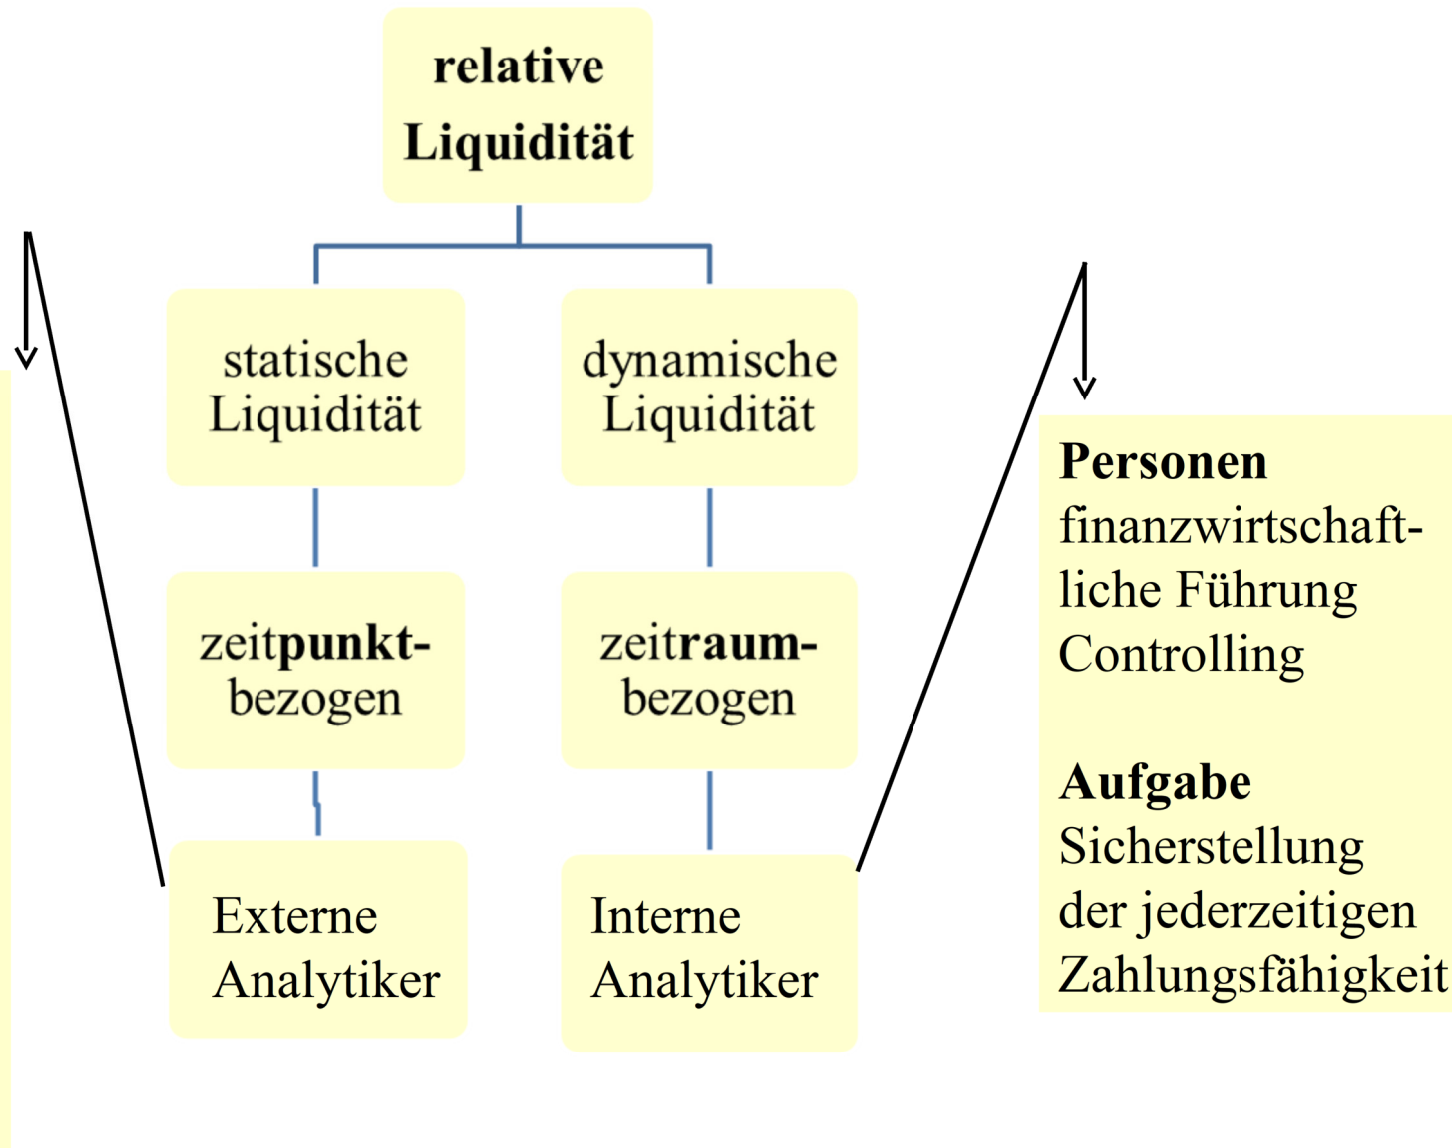 relative
Liquidität
statische
Liquidität
dynamische
Liquidität
zeitpunkt-
bezogen
zeitraum-
bezogen
Externe
Analytiker
Interne
Analytiker
Personen
finanzwirtschaft-
liche Führung
Controlling
Aufgabe
Sicherstellung
der jederzeitigen
Zahlungsfähigkeit